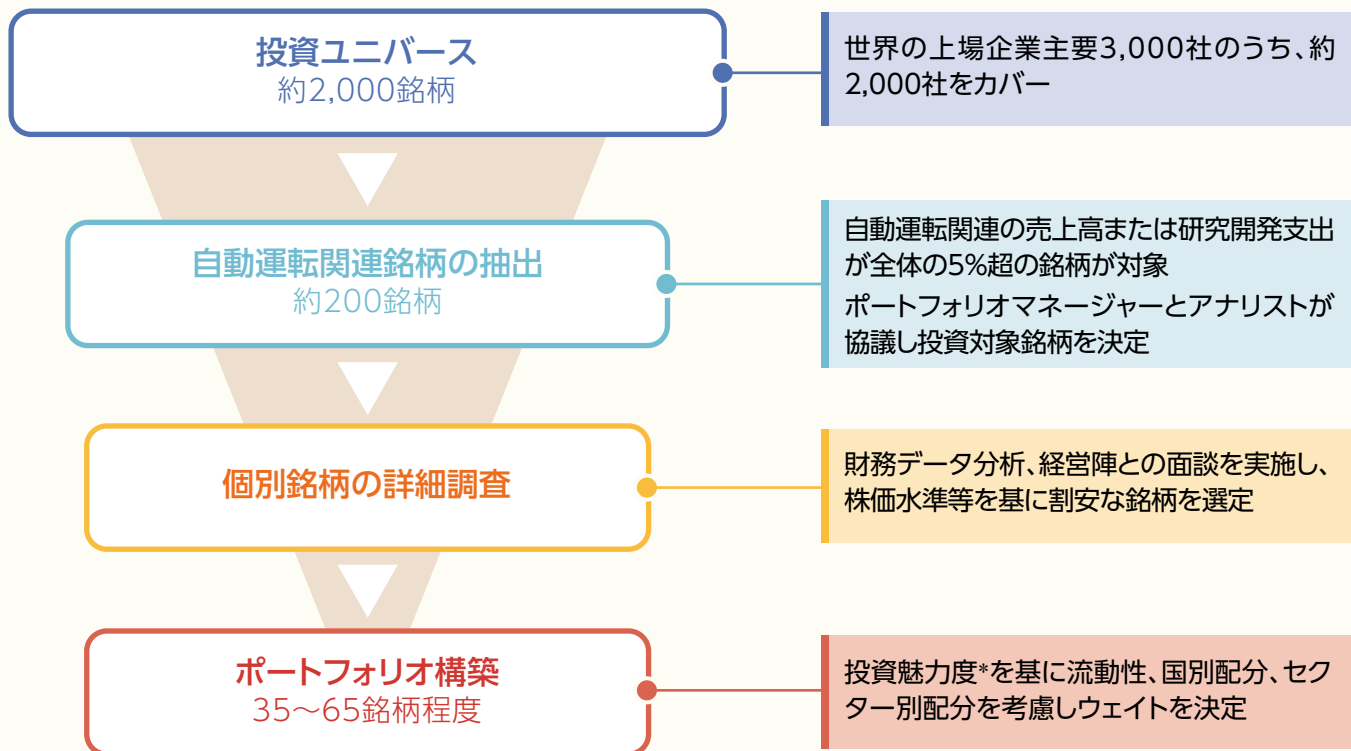 投資ユニバース
約2,000銘柄
世界の上場企業主要3,000社のうち、約
2,000社をカバー
自動運転関連銘柄の抽出
約200銘柄
自動運転関連の売上高または研究開発支出
が全体の5%超の銘柄が対象
ポートフォリオマネージャーとアナリストが
協議し投資対象銘柄を決定
個別銘柄の詳細調査
財務データ分析、経営陣との面談を実施し、
株価水準等を基に割安な銘柄を選定
ポートフォリオ構築
35～65銘柄程度
投資魅力度*を基に流動性、国別配分、セク
ター別配分を考慮しウェイトを決定